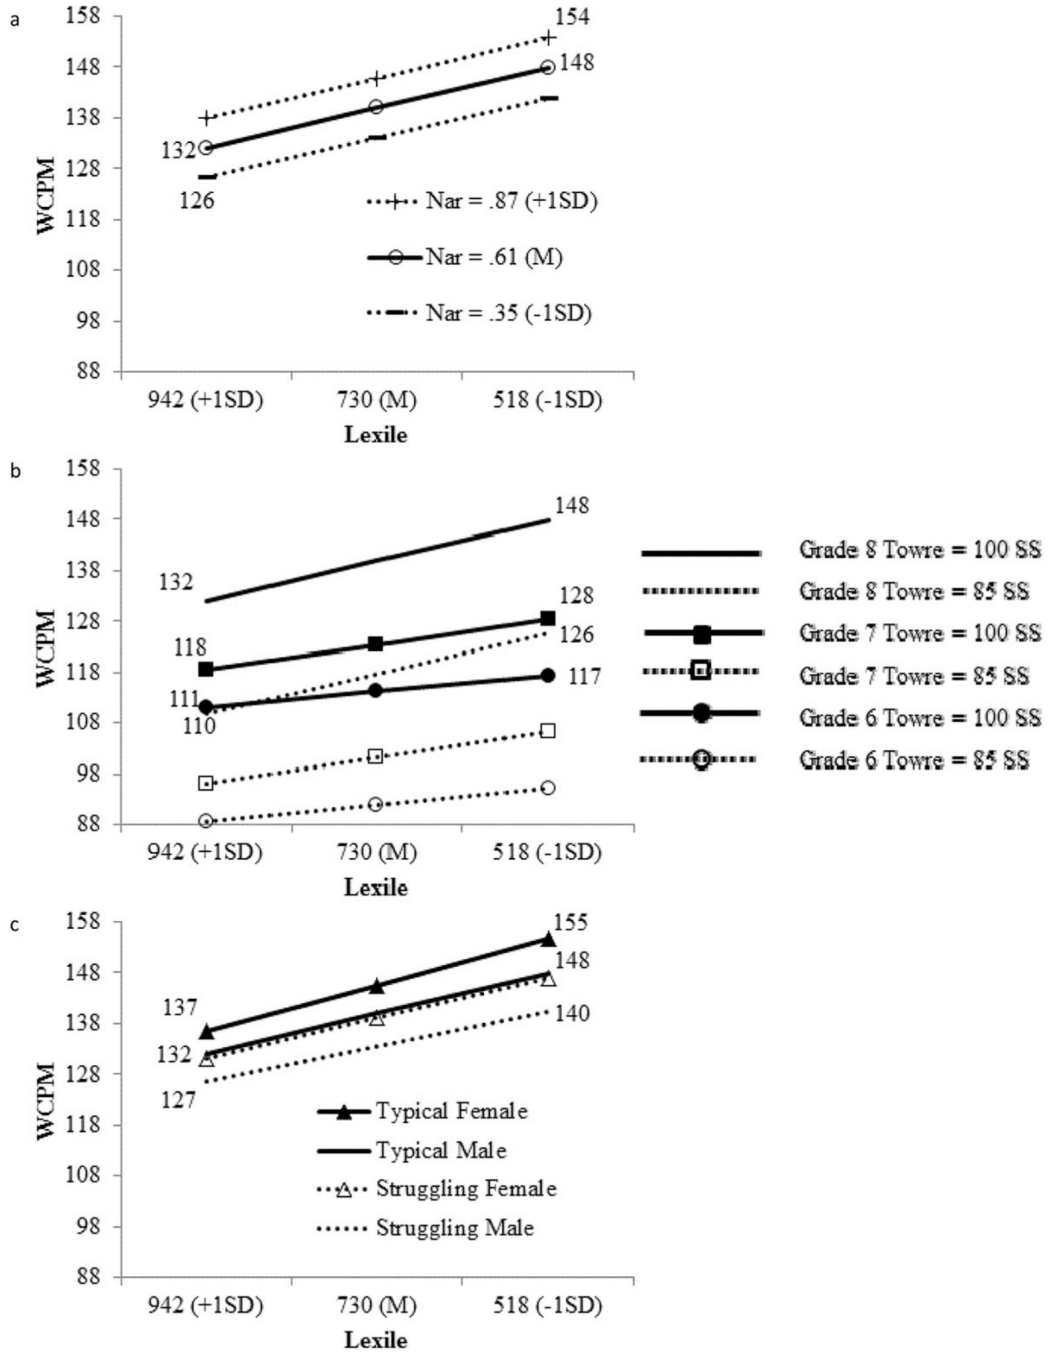 a
158
148
138
128
118
108
98
88
WCPM
154
148
132
126
Nar = .87 (+1SD)
Nar = .61 (M)
Nar = .35 (-1SD)
942 (+1SD) 730 (M) 518 (-1SD)
Lexile
b
158
148
138
128
118
108
98
88
WCPM
148
132
128
118
126
111
117
110
Grade 8 Towre = 100 SS
Grade 8 Towre = 85 SS
Grade 7 Towre = 100 SS
Grade 7 Towre = 85 SS
Grade 6 Towre = 100 SS
Grade 6 Towre = 85 SS
942 (+1SD) 730 (M) 518 (-1SD)
Lexile
c
158
148
138
128
118
108
98
88
WCPM
155
148
137
140
132
127
Typical Female
Typical Male
Struggling Female
Struggling Male
942 (+1SD) 730 (M) 518 (-1SD)
Lexile